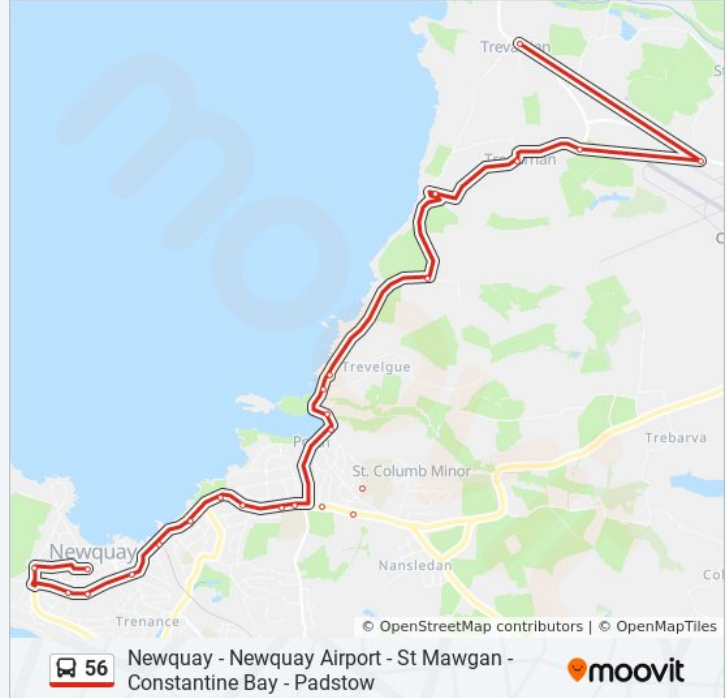 Newquay
Porth
Trevelgue
St. Columb Minor
Trebarva
Nansledan
Trenance
© OpenStreetMap contributors | © OpenMapTiles
56
Newquay - Newquay Airport - St Mawgan -
Constantine Bay - Padstow
moovit